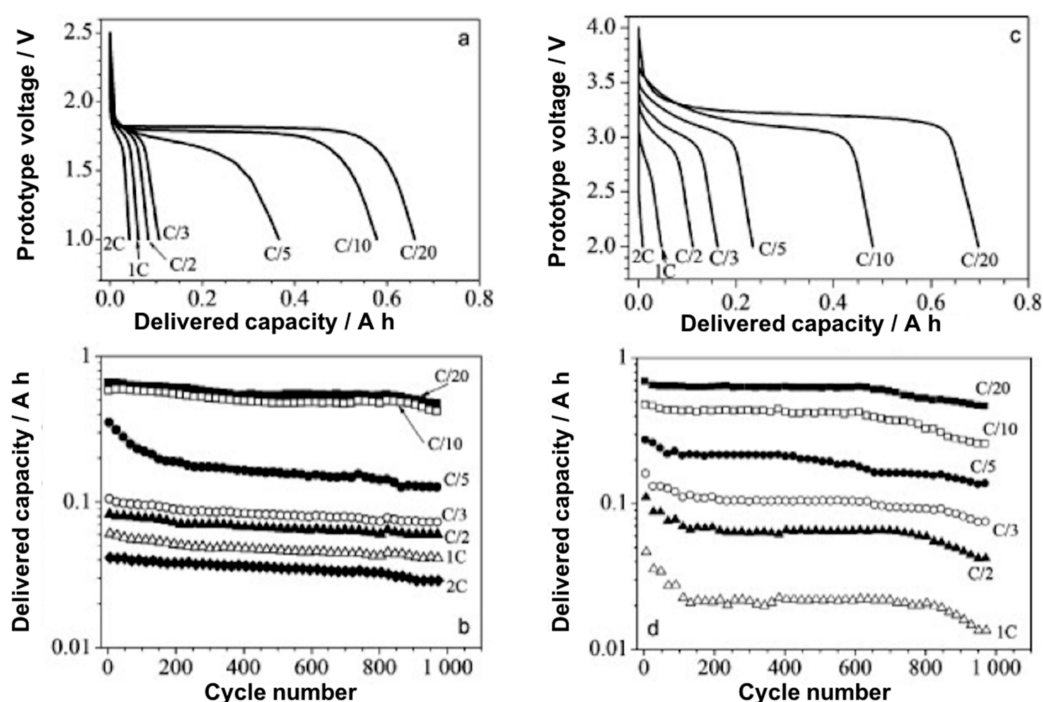 a
Prototype voltage / V
2.5
2.0
1.5
1.0
2C
1C
C/2
C/3
C/5
C/10
C/20
0.0 0.2 0.4 0.6 0.8
Delivered capacity / A h
c
Prototype voltage / V
4.0
3.5
3.0
2.5
2.0
2C
1C
C/2
C/3
C/5
C/10
C/20
0.0 0.2 0.4 0.6 0.8
Delivered capacity / A h
b
Delivered capacity / A h
1
0.1
0.01
C/20
C/10
C/5
C/3
C/2
1C
2C
0 200 400 600 800 1 000
Cycle number
d
Delivered capacity / A h
1
0.1
0.01
C/20
C/10
C/5
C/3
C/2
1C
0 200 400 600 800 1 000
Cycle number